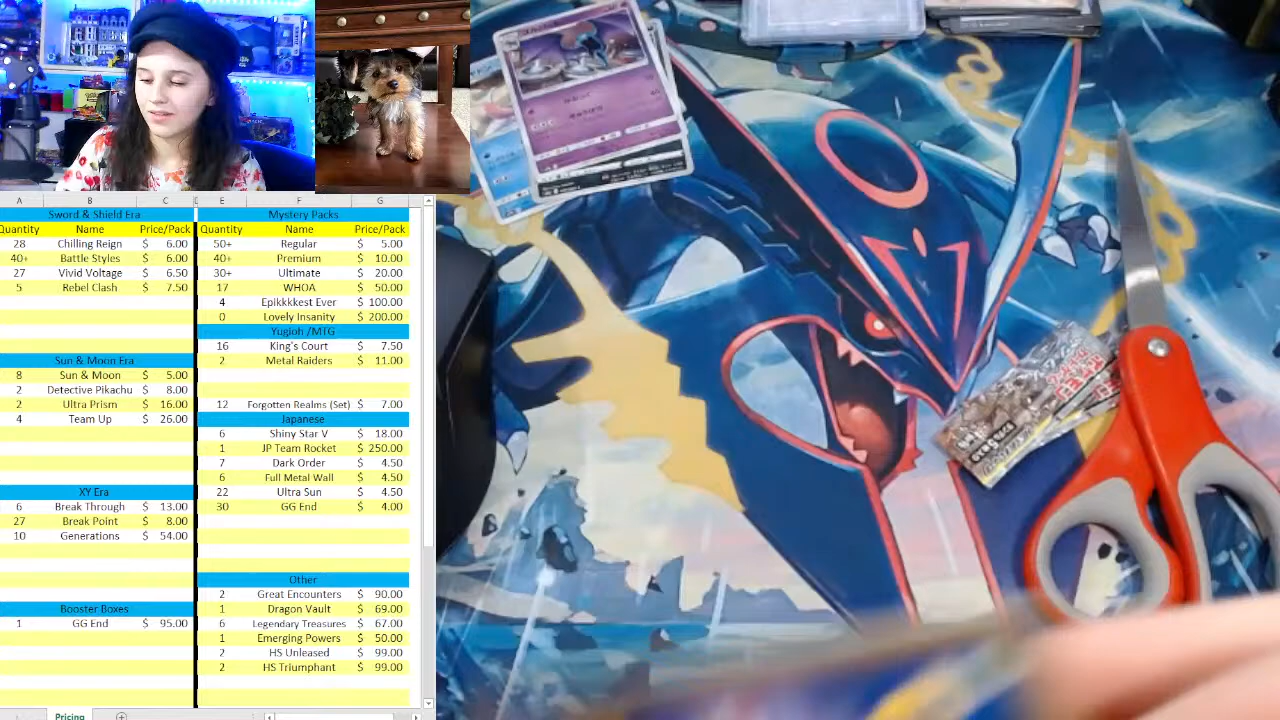 A B C D E F G
Sword & Shield Era Mystery Packs
Quantity Name Price/Pack Quantity Name Price/Pack
28 Chilling Reign $ 6.00 50+ Regular $ 5.00
40+ Battle Styles $ 6.00 40+ Premium $ 10.00
27 Vivid Voltage $ 6.50 30+ Ultimate $ 20.00
5 Rebel Clash $ 7.50 17 WHOA $ 50.00
4 Epikkkkest Ever $ 100.00
0 Lovely Insanity $ 200.00
Yugioh /MTG
16 King's Court $ 7.50
Sun & Moon Era 2 Metal Raiders $ 11.00
8 Sun & Moon $ 5.00
2 Detective Pikachu $ 8.00
2 Ultra Prism $ 16.00 12 Forgotten Realms (Set) $ 7.00
4 Team Up $ 26.00 Japanese
6 Shiny Star V $ 18.00
1 JP Team Rocket $ 250.00
7 Dark Order $ 4.50
6 Full Metal Wall $ 4.50
XY Era 22 Ultra Sun $ 4.50
6 Break Through $ 13.00 30 GG End $ 4.00
27 Break Point $ 8.00
10 Generations $ 54.00
Other
2 Great Encounters $ 90.00
Booster Boxes 1 Dragon Vault $ 69.00
1 GG End $ 95.00 6 Legendary Treasures $ 67.00
1 Emerging Powers $ 50.00
2 HS Unleashed $ 99.00
2 HS Triumphant $ 99.00
Pricing